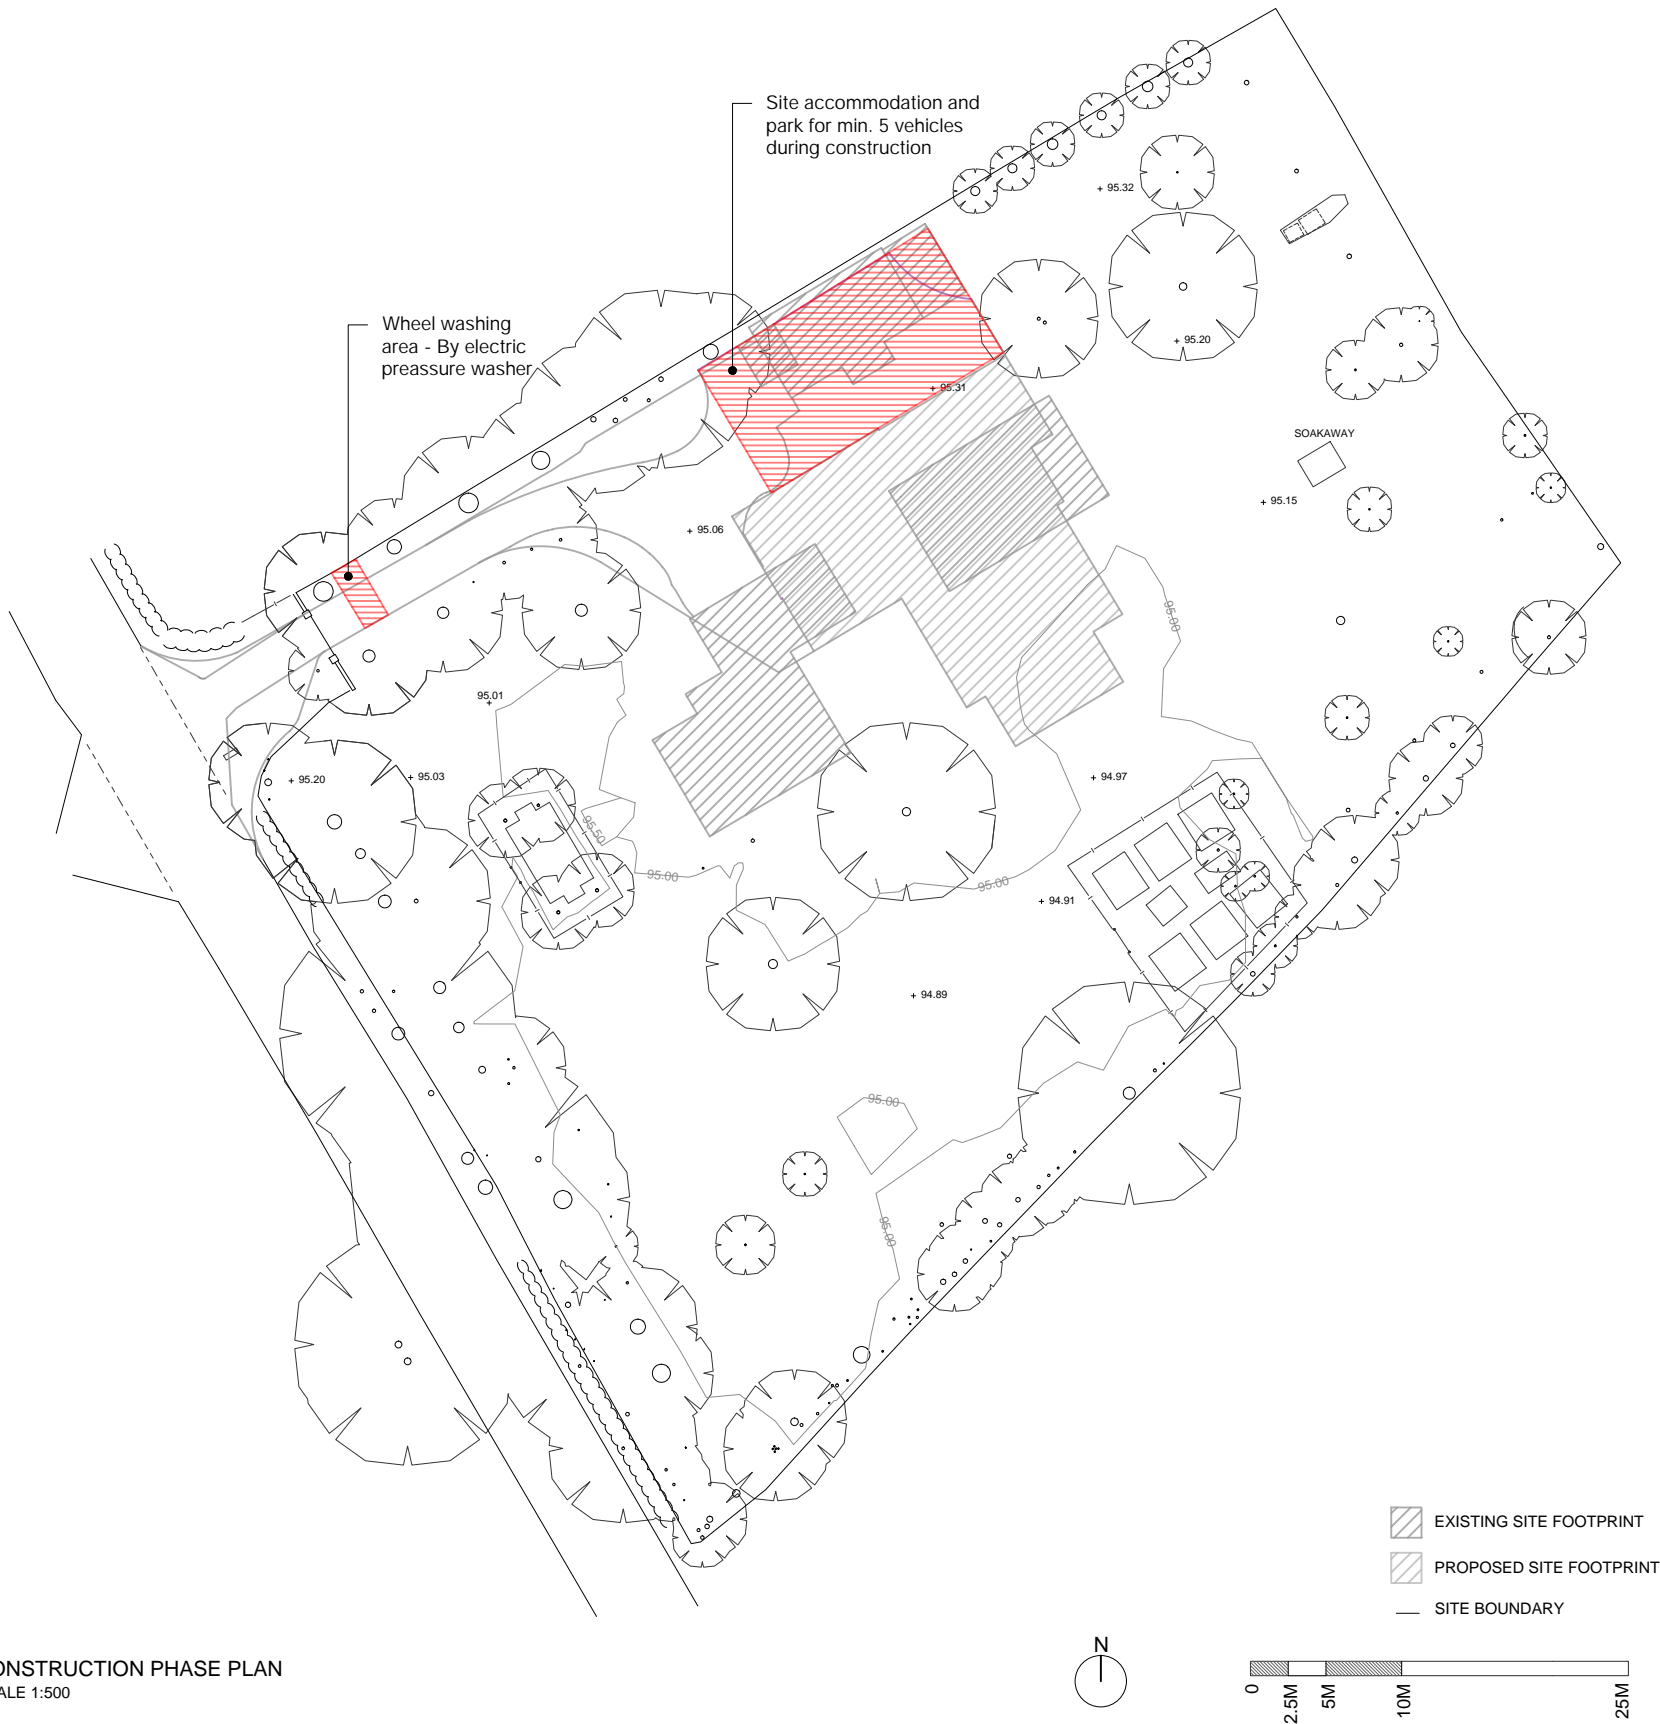 Site accommodation and
park for min. 5 vehicles
during construction
+ 95.32
Wheel washing
area - By electric
preassure washer
+ 95.20
+ 95.31
SOAKAWAY
+ 95.15
+ 95.06
95.00
95.01
+
+ 95.20
+ 95.03
+ 94.97
95.50
95.00
95.00
+ 94.91
+ 94.89
95.00
95.00
EXISTING SITE FOOTPRINT
PROPOSED SITE FOOTPRINT
SITE BOUNDARY
N
ONSTRUCTION PHASE PLAN
ALE 1:500
0
2.5M
5M
10M
25M